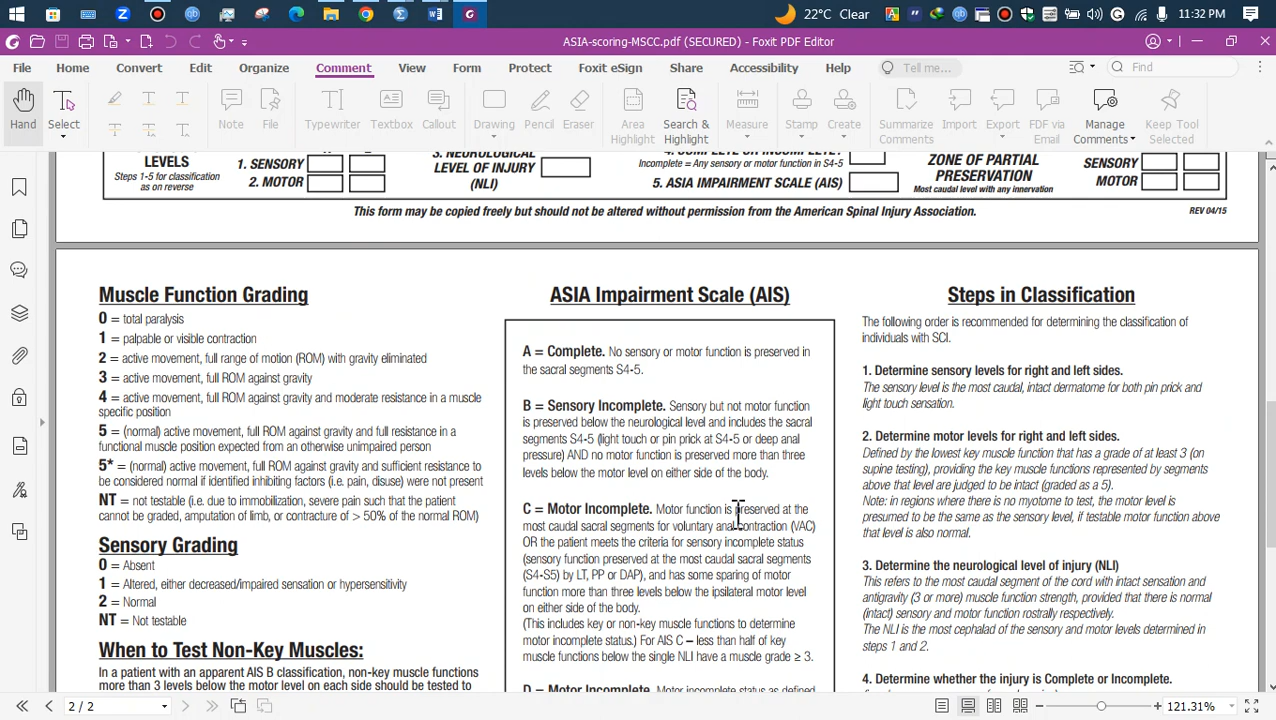 22°C Clear
11:32 PM
ASIA-scoring-MSCC.pdf (SECURED) - Foxit PDF Editor
File Home Convert Edit Organize Comment View Form Protect Foxit eSign Share Accessibility Help Tell me... Find
Hand Select Note File Typewriter Textbox Callout Drawing Pencil Eraser Area Highlight Search & Highlight Measure Stamp Create Summarize Comments Import Export FDF via Email Manage Comments Keep Tool Selected
LEVELS
Steps 1-5 for classification
as on reverse
1. SENSORY
2. MOTOR
3. NEUROLOGICAL
LEVEL OF INJURY
(NLI)
Incomplete = Any sensory or motor function in S4-5
5. ASIA IMPAIRMENT SCALE (AIS)
ZONE OF PARTIAL
PRESERVATION
Most caudal level with any innervation
SENSORY
MOTOR
This form may be copied freely but should not be altered without permission from the American Spinal Injury Association.
REV 04/15
Muscle Function Grading
0 = total paralysis
1 = palpable or visible contraction
2 = active movement, full range of motion (ROM) with gravity eliminated
3 = active movement, full ROM against gravity
4 = active movement, full ROM against gravity and moderate resistance in a muscle
specific position
5 = (normal) active movement, full ROM against gravity and full resistance in a
functional muscle position expected from an otherwise unimpaired person
5* = (normal) active movement, full ROM against gravity and sufficient resistance to
be considered normal if identified inhibiting factors (i.e. pain, disuse) were not present
NT = not testable (i.e. due to immobilization, severe pain such that the patient
cannot be graded, amputation of limb, or contracture of > 50% of the normal ROM)
Sensory Grading
0 = Absent
1 = Altered, either decreased/impaired sensation or hypersensitivity
2 = Normal
NT = Not testable
When to Test Non-Key Muscles:
In a patient with an apparent AIS B classification, non-key muscle functions
more than 3 levels below the motor level on each side should be tested to
ASIA Impairment Scale (AIS)
A = Complete. No sensory or motor function is preserved in
the sacral segments S4-5.
B = Sensory Incomplete. Sensory but not motor function
is preserved below the neurological level and includes the sacral
segments S4-5 (light touch or pin prick at S4-5 or deep anal
pressure) AND no motor function is preserved more than three
levels below the motor level on either side of the body.
C = Motor Incomplete. Motor function is preserved at the
most caudal sacral segments for voluntary anal contraction (VAC)
OR the patient meets the criteria for sensory incomplete status
(sensory function preserved at the most caudal sacral segments
(S4-S5) by LT, PP or DAP), and has some sparing of motor
function more than three levels below the ipsilateral motor level
on either side of the body.
(This includes key or non-key muscle functions to determine
motor incomplete status.) For AIS C – less than half of key
muscle functions below the single NLI have a muscle grade ≥ 3.
D = Motor Incomplete. Motor incomplete status as defined
Steps in Classification
The following order is recommended for determining the classification of
individuals with SCI.
1. Determine sensory levels for right and left sides.
The sensory level is the most caudal, intact dermatome for both pin prick and
light touch sensation.
2. Determine motor levels for right and left sides.
Defined by the lowest key muscle function that has a grade of at least 3 (on
supine testing), providing the key muscle functions represented by segments
above that level are judged to be intact (graded as a 5).
Note: in regions where there is no myotome to test, the motor level is
presumed to be the same as the sensory level, if testable motor function above
that level is also normal.
3. Determine the neurological level of injury (NLI)
This refers to the most caudal segment of the cord with intact sensation and
antigravity (3 or more) muscle function strength, provided that there is normal
(intact) sensory and motor function rostrally respectively.
The NLI is the most cephalad of the sensory and motor levels determined in
steps 1 and 2.
4. Determine whether the injury is Complete or Incomplete.
2 / 2
121.31%